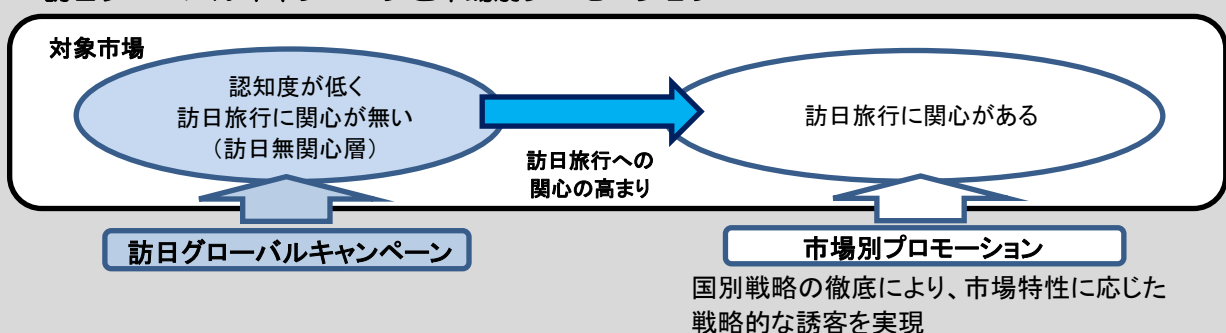 対象市場
認知度が低く
訪日旅行に関心が無い
（訪日無関心層）
訪日旅行への
関心の高まり
訪日旅行に関心がある
訪日グローバルキャンペーン
市場別プロモーション
国別戦略の徹底により、市場特性に応じた
戦略的な誘客を実現